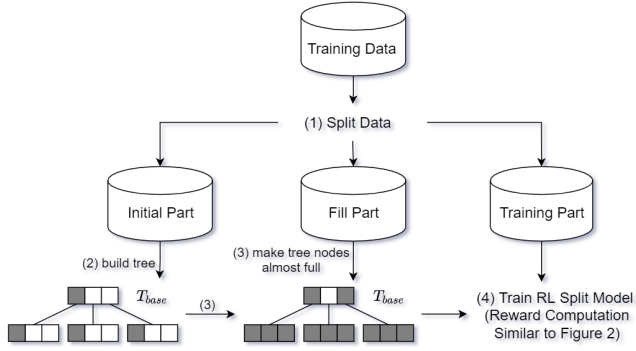 Training Data
(1) Split Data
Initial Part
Fill Part
Training Part
(2) build tree
(3) make tree nodes
almost full
T_base
(3)
T_base
(4) Train RL Split Model
(Reward Computation
Similar to Figure 2)